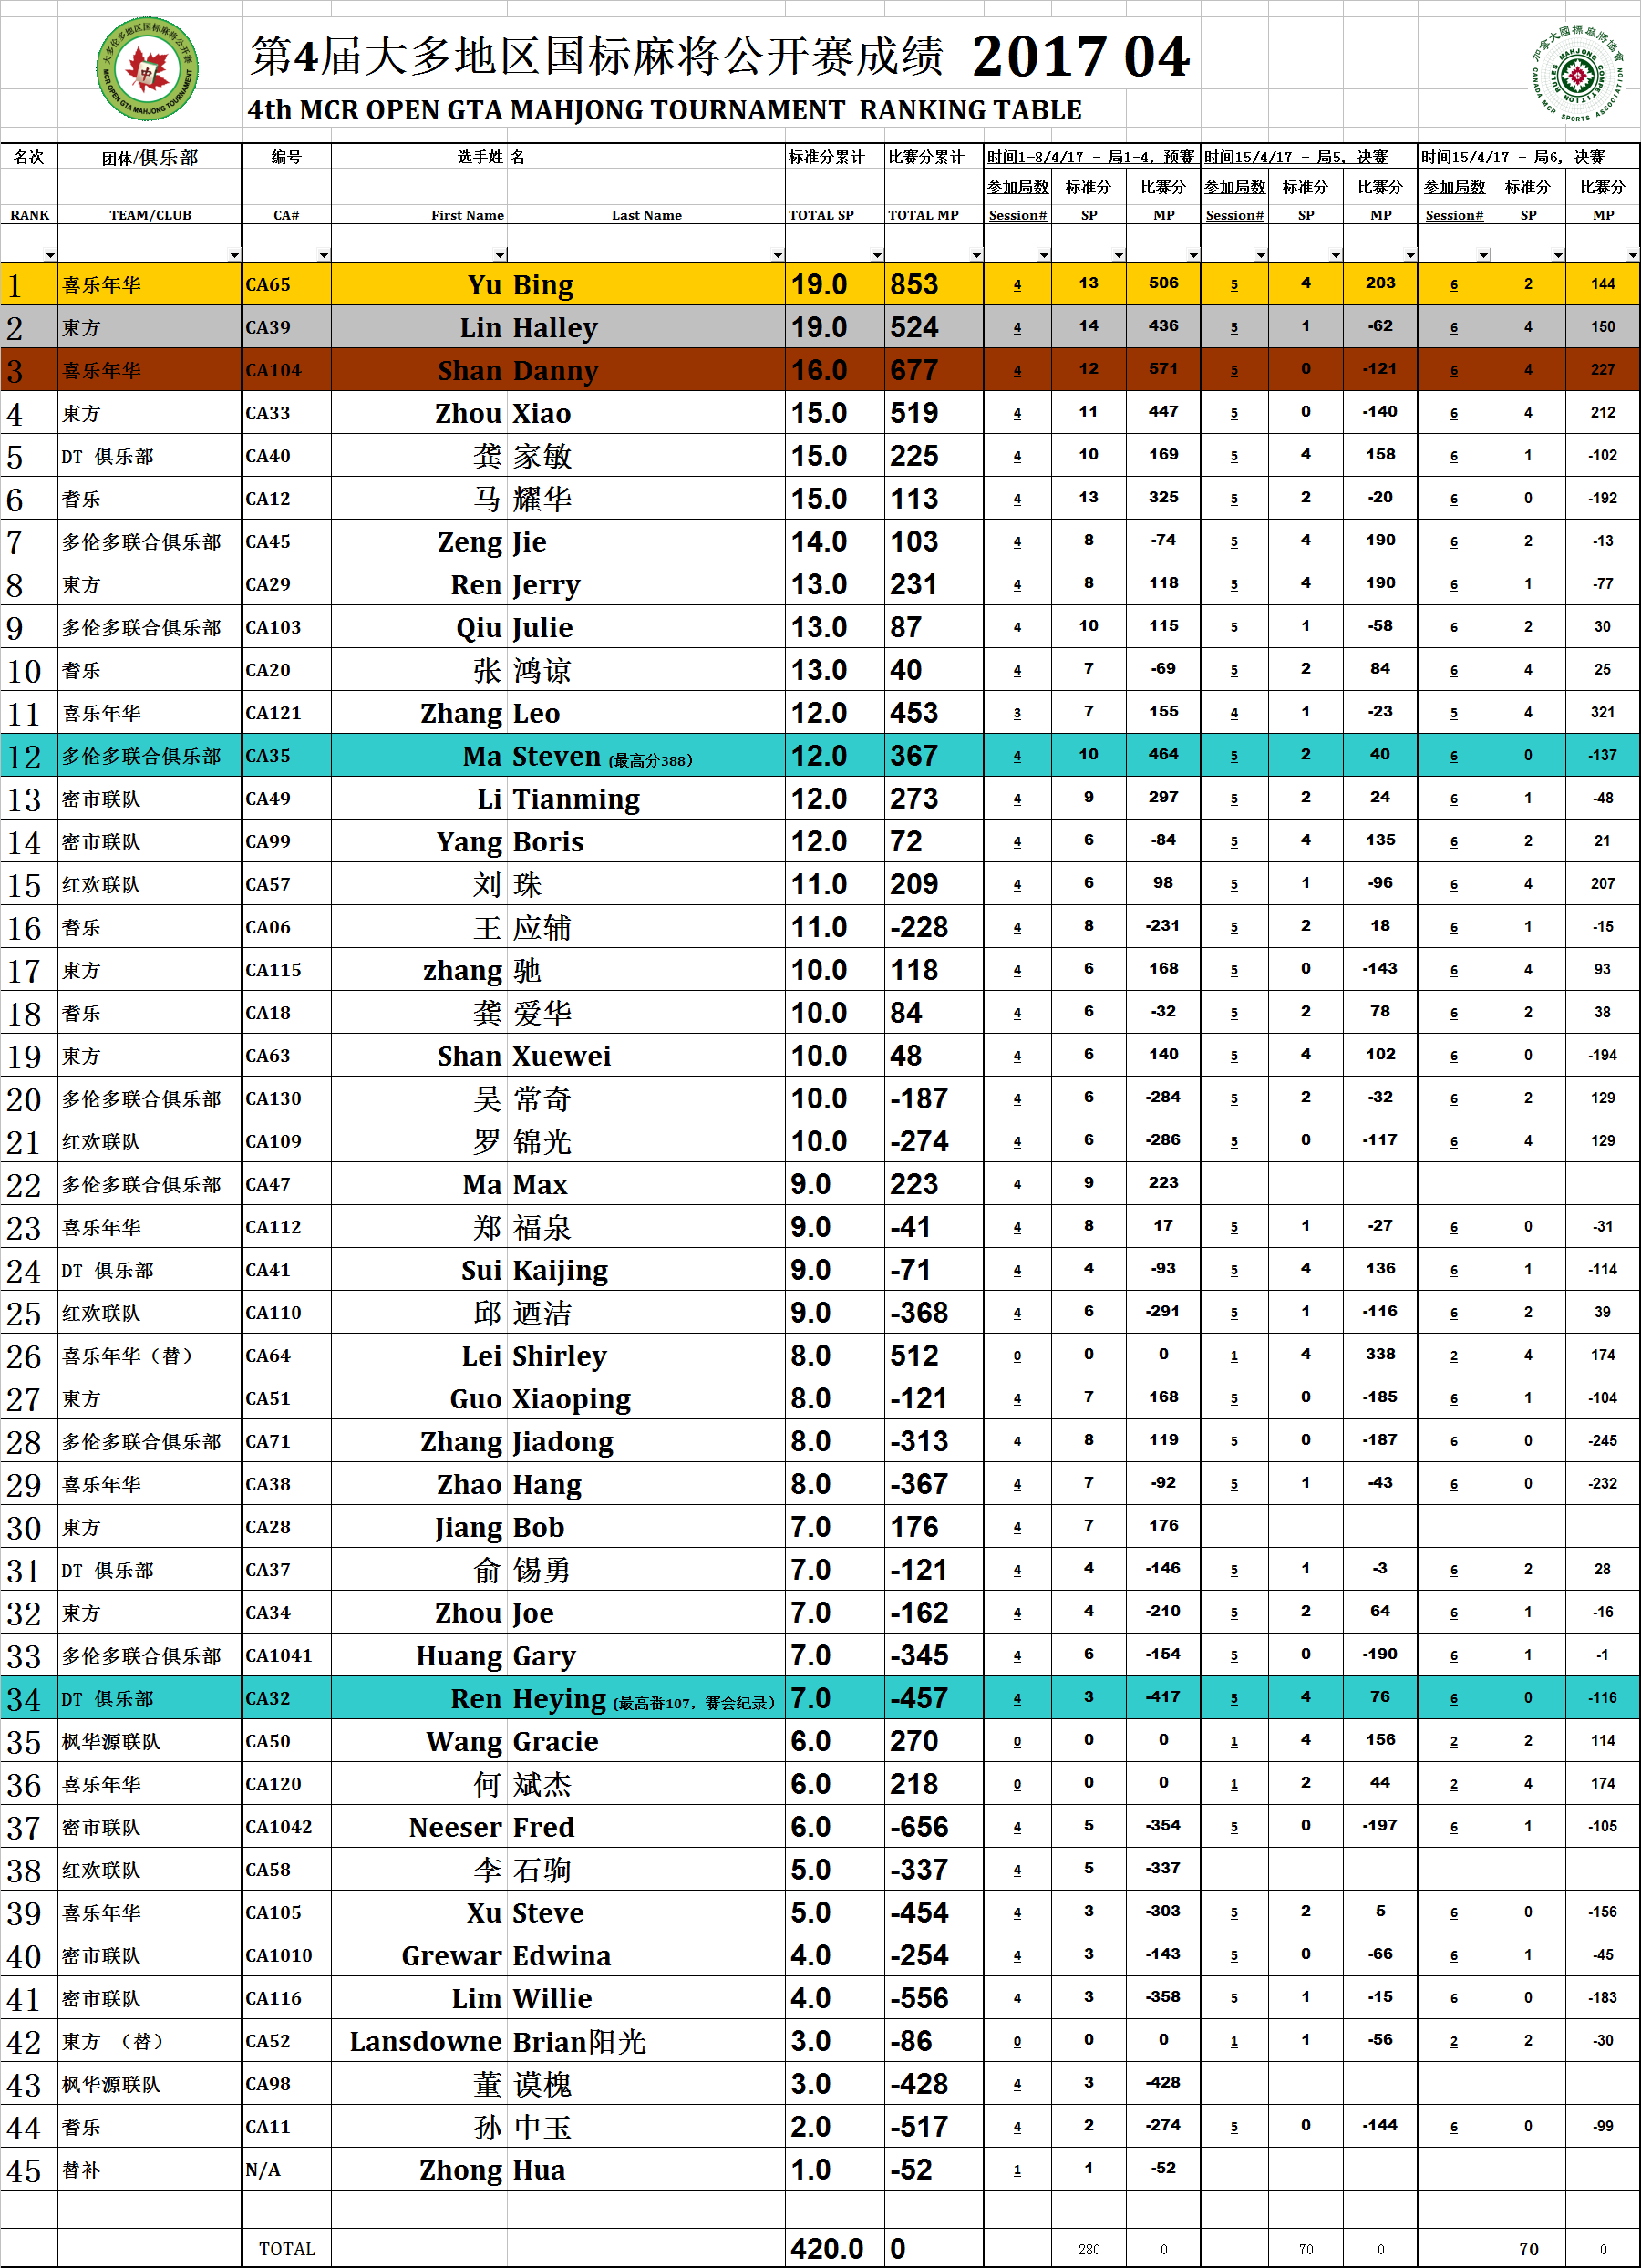 大多伦多地区国标麻将公开赛
中
MCR OPEN GTA MAHJONG TOURNAMENT
第4届大多地区国标麻将公开赛成绩 2017 04
4th MCR OPEN GTA MAHJONG TOURNAMENT RANKING TABLE
加拿大國標麻將協會
MAHJONG COMPETITION RULES
CANADA MCR SPORTS ASSOCIATION
名次 团体/俱乐部 编号 选手姓 名 标准分累计 比赛分累计 时间1-8/4/17 - 局1-4, 预赛 时间15/4/17 - 局5, 决赛 时间15/4/17 - 局6, 决赛
参加局数 标准分 比赛分 参加局数 标准分 比赛分 参加局数 标准分 比赛分
RANK TEAM/CLUB CA# First Name Last Name TOTAL SP TOTAL MP Session# SP MP Session# SP MP Session# SP MP
1 喜乐年华 CA65 Yu Bing 19.0 853 4 13 506 5 4 203 6 2 144
2 東方 CA39 Lin Halley 19.0 524 4 14 436 5 1 -62 6 4 150
3 喜乐年华 CA104 Shan Danny 16.0 677 4 12 571 5 0 -121 6 4 227
4 東方 CA33 Zhou Xiao 15.0 519 4 11 447 5 0 -140 6 4 212
5 DT 俱乐部 CA40 龚 家敏 15.0 225 4 10 169 5 4 158 6 1 -102
6 耆乐 CA12 马 耀华 15.0 113 4 13 325 5 2 -20 6 0 -192
7 多伦多联合俱乐部 CA45 Zeng Jie 14.0 103 4 8 -74 5 4 190 6 2 -13
8 東方 CA29 Ren Jerry 13.0 231 4 8 118 5 4 190 6 1 -77
9 多伦多联合俱乐部 CA103 Qiu Julie 13.0 87 4 10 115 5 1 -58 6 2 30
10 耆乐 CA20 张 鸿谅 13.0 40 4 7 -69 5 2 84 6 4 25
11 喜乐年华 CA121 Zhang Leo 12.0 453 3 7 155 4 1 -23 5 4 321
12 多伦多联合俱乐部 CA35 Ma Steven (最高分388) 12.0 367 4 10 464 5 2 40 6 0 -137
13 密市联队 CA49 Li Tianming 12.0 273 4 9 297 5 2 24 6 1 -48
14 密市联队 CA99 Yang Boris 12.0 72 4 6 -84 5 4 135 6 2 21
15 红欢联队 CA57 刘 珠 11.0 209 4 6 98 5 1 -96 6 4 207
16 耆乐 CA06 王 应辅 11.0 -228 4 8 -231 5 2 18 6 1 -15
17 東方 CA115 zhang 驰 10.0 118 4 6 168 5 0 -143 6 4 93
18 耆乐 CA18 龚 爱华 10.0 84 4 6 -32 5 2 78 6 2 38
19 東方 CA63 Shan Xuewei 10.0 48 4 6 140 5 4 102 6 0 -194
20 多伦多联合俱乐部 CA130 吴 常奇 10.0 -187 4 6 -284 5 2 -32 6 2 129
21 红欢联队 CA109 罗 锦光 10.0 -274 4 6 -286 5 0 -117 6 4 129
22 多伦多联合俱乐部 CA47 Ma Max 9.0 223 4 9 223
23 喜乐年华 CA112 郑 福泉 9.0 -41 4 8 17 5 1 -27 6 0 -31
24 DT 俱乐部 CA41 Sui Kaijing 9.0 -71 4 4 -93 5 4 136 6 1 -114
25 红欢联队 CA110 邱 迺洁 9.0 -368 4 6 -291 5 1 -116 6 2 39
26 喜乐年华（替） CA64 Lei Shirley 8.0 512 0 0 0 1 4 338 2 4 174
27 東方 CA51 Guo Xiaoping 8.0 -121 4 7 168 5 0 -185 6 1 -104
28 多伦多联合俱乐部 CA71 Zhang Jiadong 8.0 -313 4 8 119 5 0 -187 6 0 -245
29 喜乐年华 CA38 Zhao Hang 8.0 -367 4 7 -92 5 1 -43 6 0 -232
30 東方 CA28 Jiang Bob 7.0 176 4 7 176
31 DT 俱乐部 CA37 俞 锡勇 7.0 -121 4 4 -146 5 1 -3 6 2 28
32 東方 CA34 Zhou Joe 7.0 -162 4 4 -210 5 2 64 6 1 -16
33 多伦多联合俱乐部 CA1041 Huang Gary 7.0 -345 4 6 -154 5 0 -190 6 1 -1
34 DT 俱乐部 CA32 Ren Heying (最高番107, 赛会纪录) 7.0 -457 4 3 -417 5 4 76 6 0 -116
35 枫华源联队 CA50 Wang Gracie 6.0 270 0 0 0 1 4 156 2 2 114
36 喜乐年华 CA120 何 斌杰 6.0 218 0 0 0 1 2 44 2 4 174
37 密市联队 CA1042 Neeser Fred 6.0 -656 4 5 -354 5 0 -197 6 1 -105
38 红欢联队 CA58 李 石驹 5.0 -337 4 5 -337
39 喜乐年华 CA105 Xu Steve 5.0 -454 4 3 -303 5 2 5 6 0 -156
40 密市联队 CA1010 Grewar Edwina 4.0 -254 4 3 -143 5 0 -66 6 1 -45
41 密市联队 CA116 Lim Willie 4.0 -556 4 3 -358 5 1 -15 6 0 -183
42 東方 （替） CA52 Lansdowne Brian阳光 3.0 -86 0 0 0 1 1 -56 2 2 -30
43 枫华源联队 CA98 董 谟槐 3.0 -428 4 3 -428
44 耆乐 CA11 孙 中玉 2.0 -517 4 2 -274 5 0 -144 6 0 -99
45 替补 N/A Zhong Hua 1.0 -52 1 1 -52
TOTAL 420.0 0 280 0 70 0 70 0